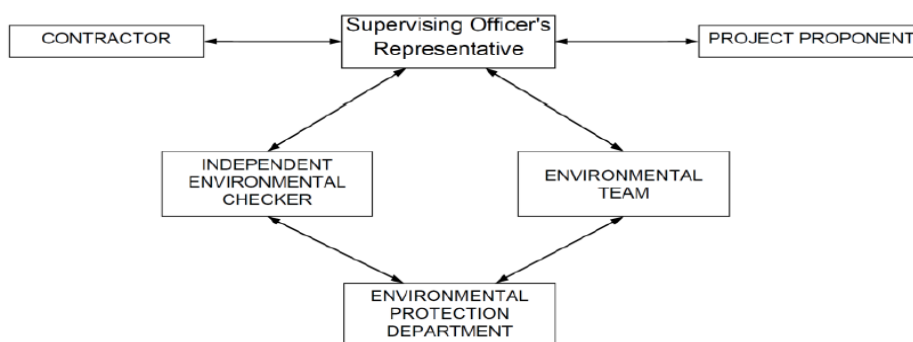 CONTRACTOR
Supervising Officer's
Representative
PROJECT PROPONENT
INDEPENDENT
ENVIRONMENTAL
CHECKER
ENVIRONMENTAL
TEAM
ENVIRONMENTAL
PROTECTION
DEPARTMENT